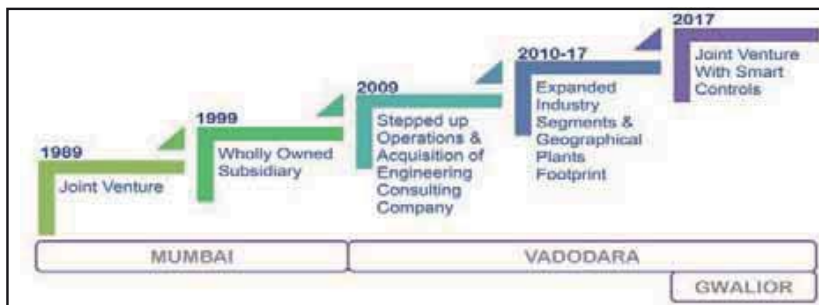 1989
Joint Venture
1999
Wholly Owned
Subsidiary
2009
Stepped up
Operations &
Acquisition of
Engineering
Consulting
Company
2010-17
Expanded
Industry
Segments &
Geographical
Plants
Footprint
2017
Joint Venture
With Smart
Controls
MUMBAI
VADODARA
GWALIOR